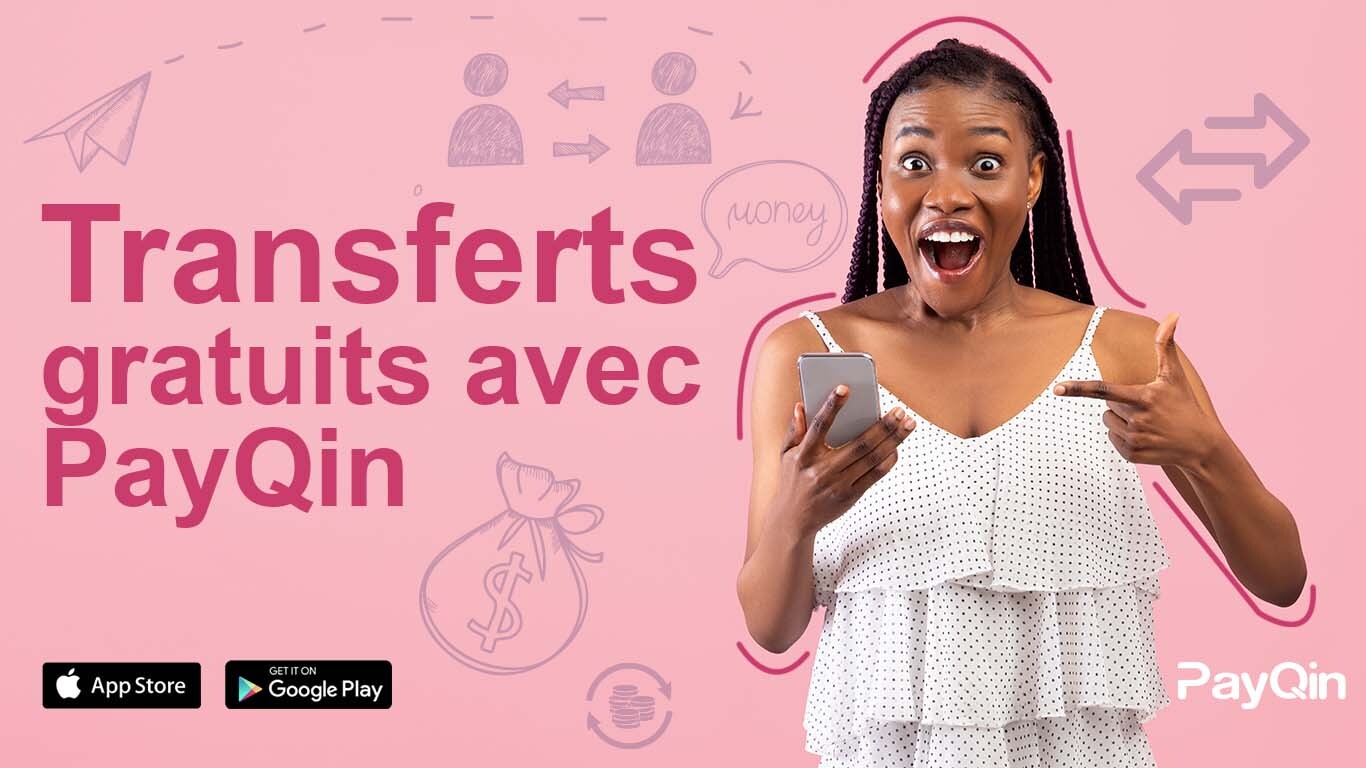 money
Transferts
gratuits avec
PayQin
$
App Store
GET IT ON
Google Play
PayQin